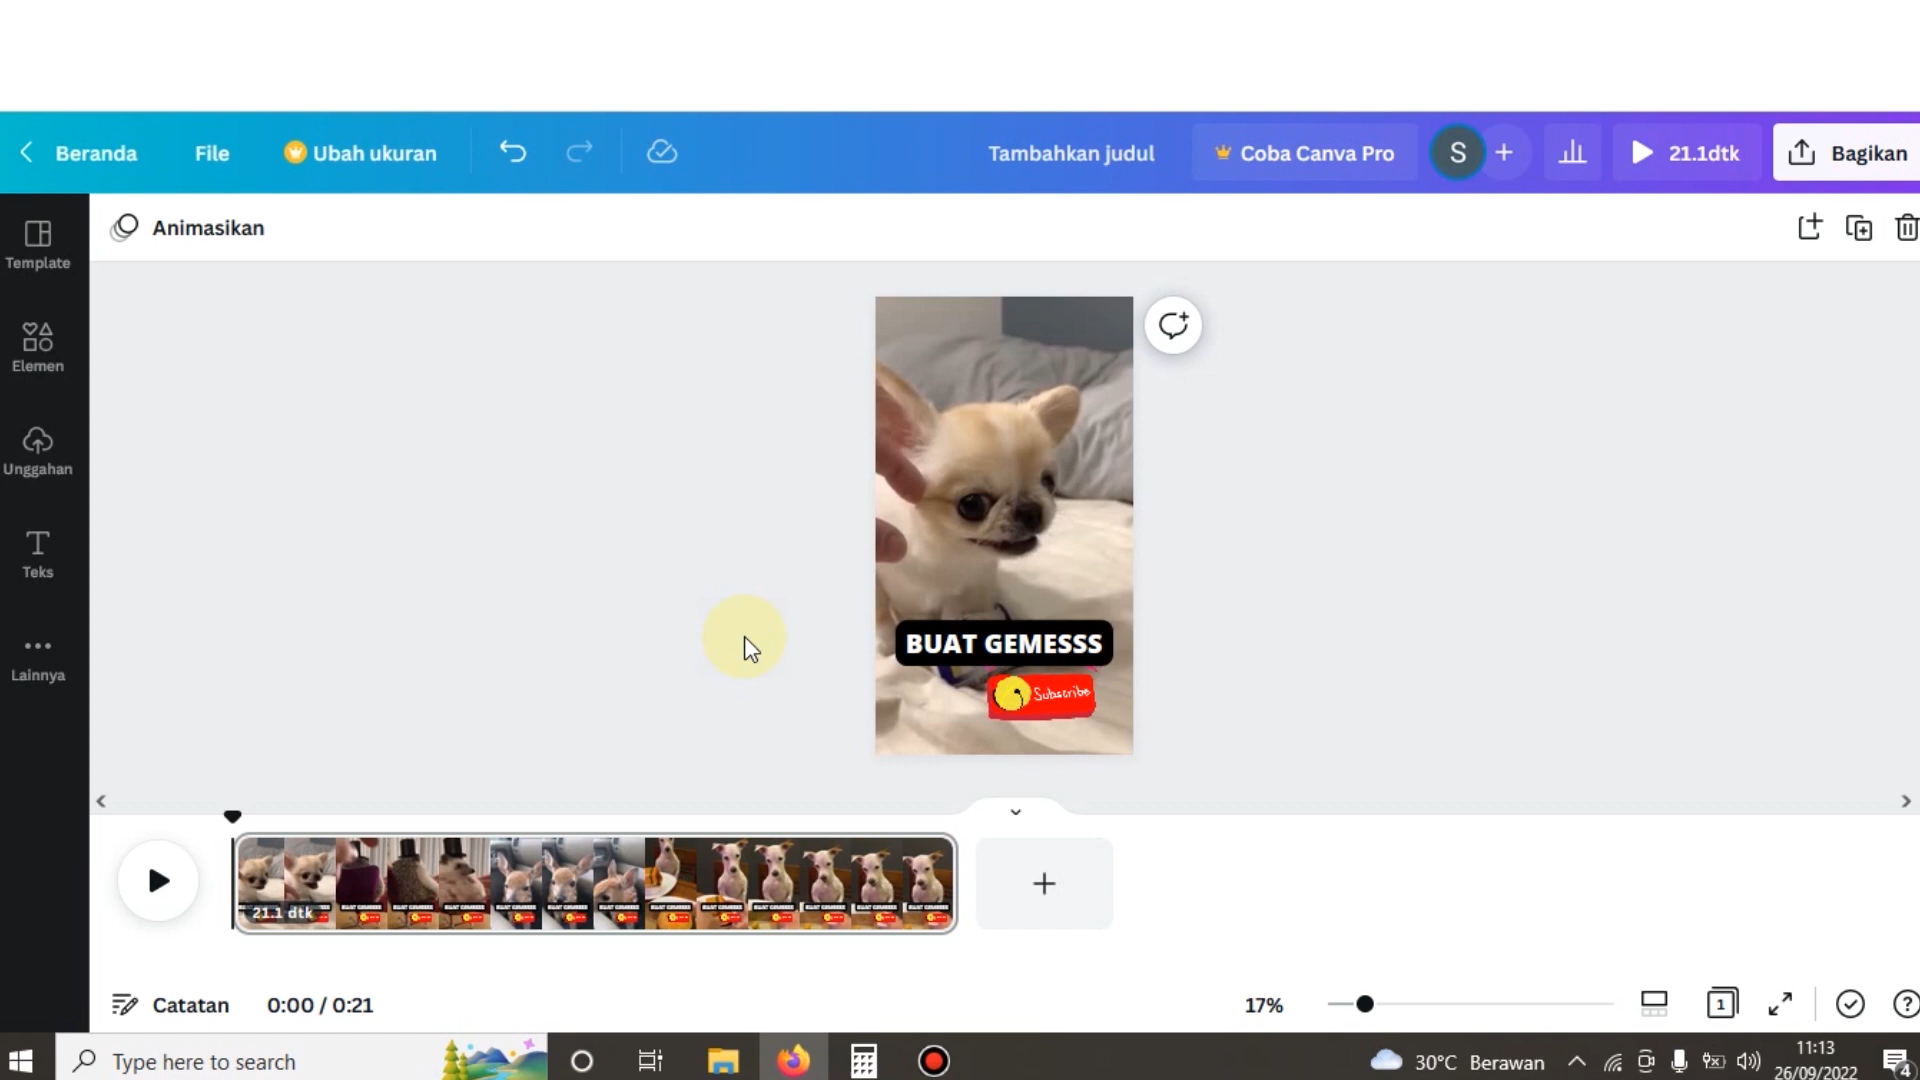 Beranda
File
Ubah ukuran
Tambahkan judul
Coba Canva Pro
S
21.1dtk
Bagikan
Animasikan
Template
Elemen
Unggahan
Teks
Lainnya
BUAT GEMESSS
Subscribe
21.1 dtk
Catatan
0:00 / 0:21
17%
1
Type here to search
30°C Berawan
11:13
26/09/2022
4